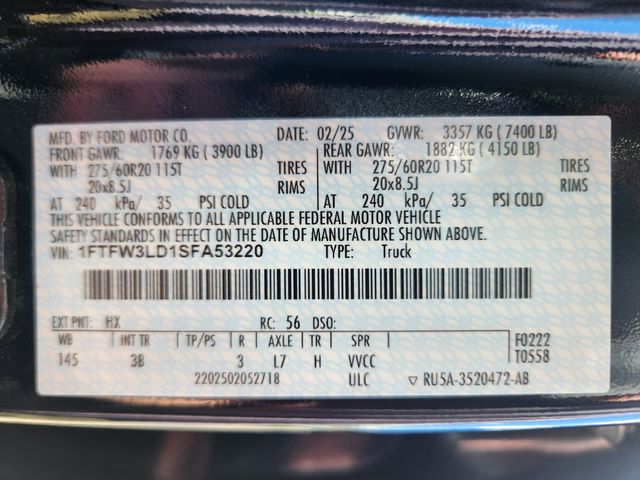 MFD. BY FORD MOTOR CO. DATE: 02/25 GVWR: 3357 KG ( 7400 LB)
FRONT GAWR: 1769 KG ( 3900 LB) REAR GAWR: 1882 KG ( 4150 LB)
WITH 275/60R20 115T TIRES WITH 275/60R20 115T TIRES
20x8.5J RIMS 20x8.5J RIMS
AT 240 kPa/ 35 PSI COLD AT 240 kPa/ 35 PSI COLD
THIS VEHICLE CONFORMS TO ALL APPLICABLE FEDERAL MOTOR VEHICLE
SAFETY STANDARDS IN EFFECT ON THE DATE OF MANUFACTURE SHOWN ABOVE.
VIN: 1FTFW3LD1SFA53220 TYPE: Truck
EXT PNT: HX RC: 56 DSO:
WB INT TR TP/PS R AXLE TR SPR F0222
145 3B 3 L7 H VVCC T0558
2202502052718 ULC ▽ RU5A-3520472-AB